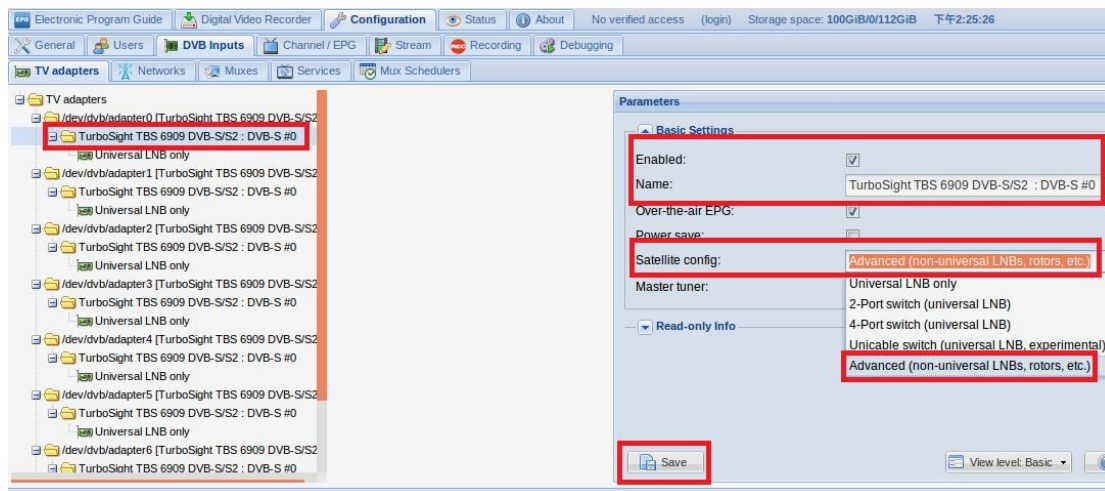 Electronic Program Guide Digital Video Recorder Configuration Status About No verified access (login) Storage space: 100GiB/0/112GiB 下午2:25:26
General Users DVB Inputs Channel / EPG Stream Recording Debugging
TV adapters Networks Muxes Services Mux Schedulers
TV adapters
/dev/dvb/adapter0 [TurboSight TBS 6909 DVB-S/S2
TurboSight TBS 6909 DVB-S/S2 : DVB-S #0
Universal LNB only
/dev/dvb/adapter1 [TurboSight TBS 6909 DVB-S/S2
TurboSight TBS 6909 DVB-S/S2 : DVB-S #0
Universal LNB only
/dev/dvb/adapter2 [TurboSight TBS 6909 DVB-S/S2
TurboSight TBS 6909 DVB-S/S2 : DVB-S #0
Universal LNB only
/dev/dvb/adapter3 [TurboSight TBS 6909 DVB-S/S2
TurboSight TBS 6909 DVB-S/S2 : DVB-S #0
Universal LNB only
/dev/dvb/adapter4 [TurboSight TBS 6909 DVB-S/S2
TurboSight TBS 6909 DVB-S/S2 : DVB-S #0
Universal LNB only
/dev/dvb/adapter5 [TurboSight TBS 6909 DVB-S/S2
TurboSight TBS 6909 DVB-S/S2 : DVB-S #0
Universal LNB only
/dev/dvb/adapter6 [TurboSight TBS 6909 DVB-S/S2
TurboSight TBS 6909 DVB-S/S2 : DVB-S #0
Parameters
Basic Settings
Enabled:
Name: TurboSight TBS 6909 DVB-S/S2 : DVB-S #0
Over-the-air EPG:
Power save:
Satellite config: Advanced (non-universal LNBs, rotors, etc.)
Master tuner: Universal LNB only
2-Port switch (universal LNB)
4-Port switch (universal LNB)
Read-only Info
Unicable switch (universal LNB, experimental)
Advanced (non-universal LNBs, rotors, etc.)
Save View level: Basic